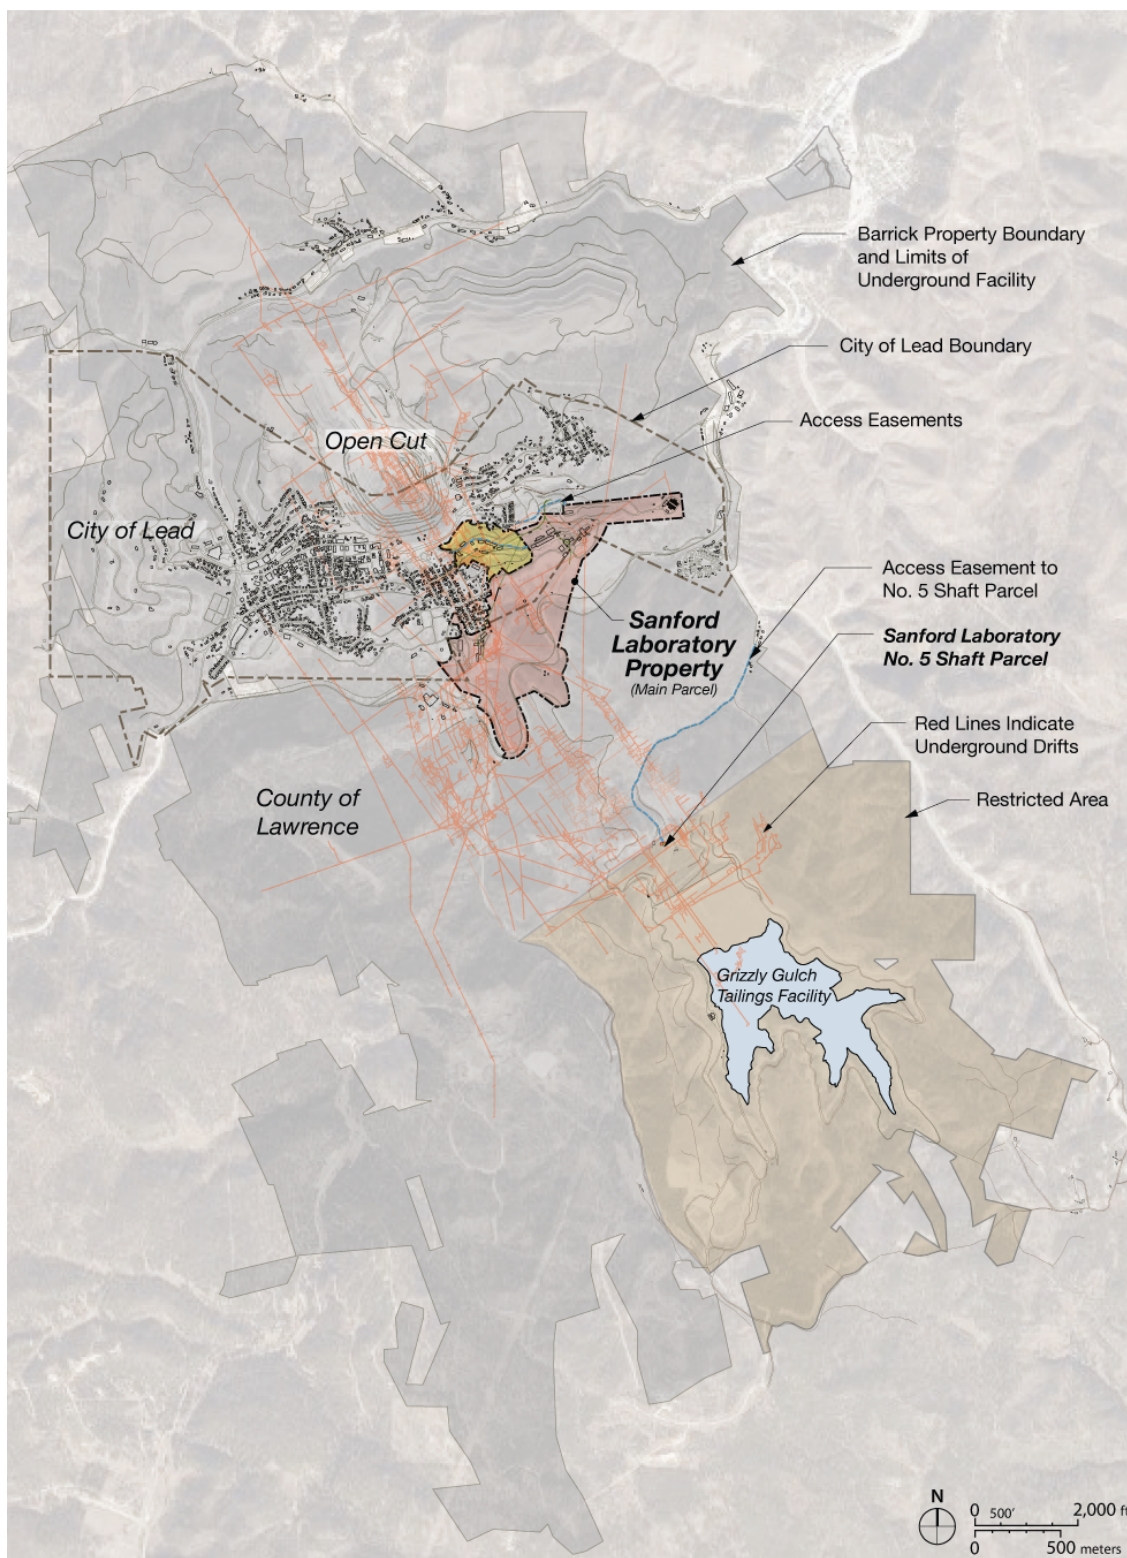 Barrick Property Boundary
and Limits of
Underground Facility
City of Lead Boundary
Access Easements
Open Cut
City of Lead
Access Easement to
No. 5 Shaft Parcel
Sanford
Laboratory
Property
(Main Parcel)
Sanford Laboratory
No. 5 Shaft Parcel
Red Lines Indicate
Underground Drifts
County of
Lawrence
Restricted Area
Grizzly Gulch
Tailings Facility
N
0 500' 2,000 ft
0 500 meters